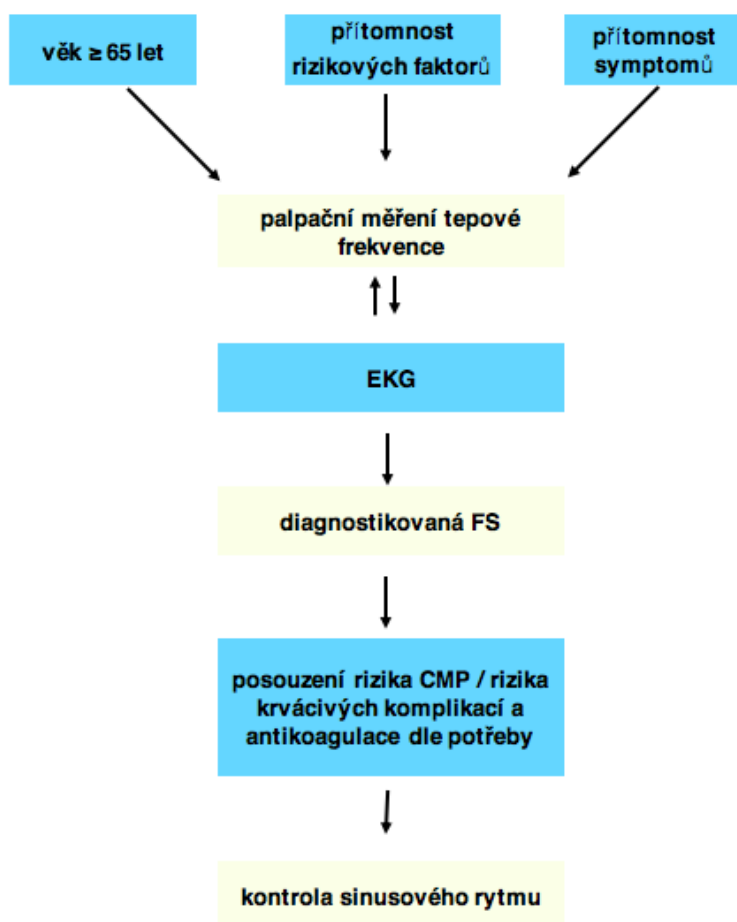 věk ≥ 65 let
přítomnost
rizikových faktorů
přítomnost
symptomů
palpační měření tepové
frekvence
EKG
diagnostikovaná FS
posouzení rizika CMP / rizika
krvácivých komplikací a
antikoagulace dle potřeby
kontrola sinusového rytmu